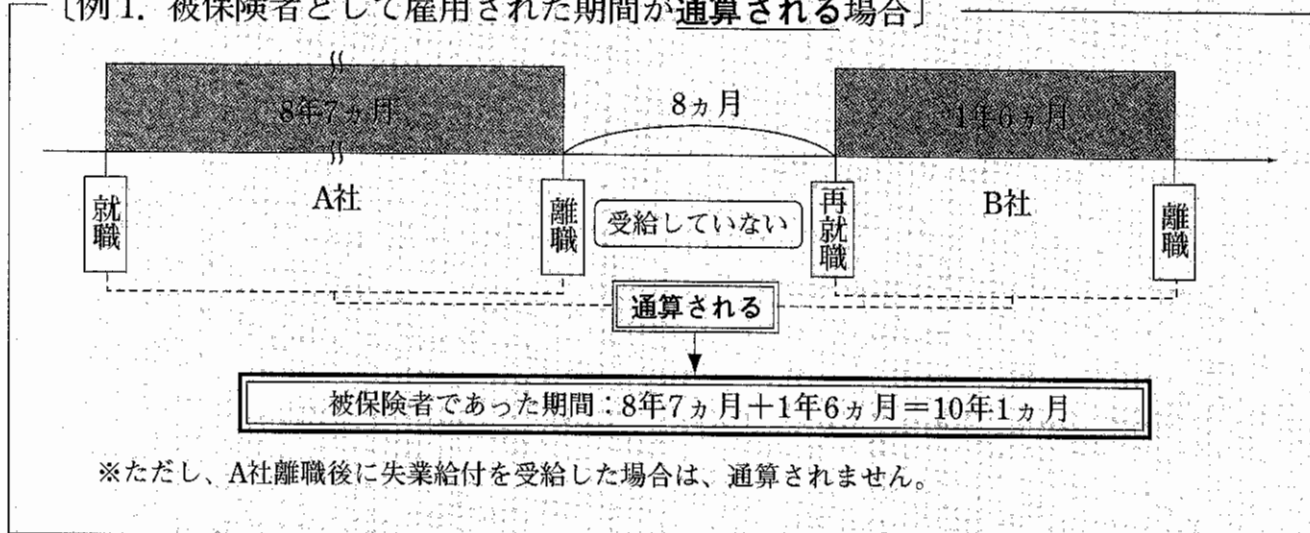 〔例1. 被保険者として雇用された期間が通算される場合〕
8年7ヵ月
8ヵ月
1年6ヵ月
就職
A社
離職
受給していない
再就職
B社
離職
通算される
被保険者であった期間：8年7ヵ月＋1年6ヵ月＝10年1ヵ月
※ただし、A社離職後に失業給付を受給した場合は、通算されません。